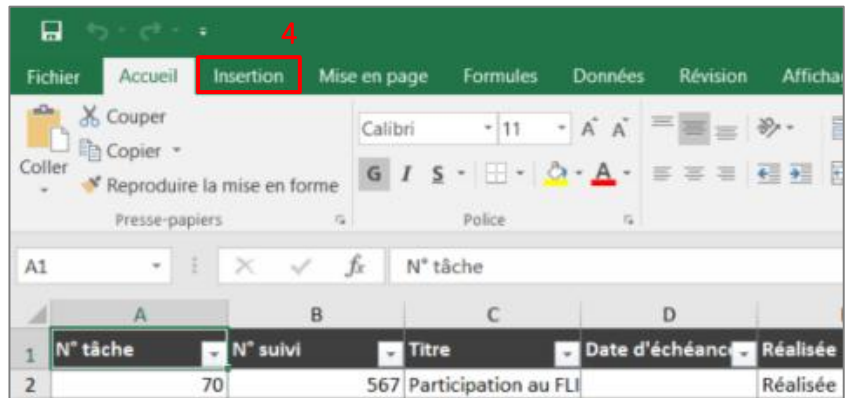 4
Fichier Accueil Insertion Mise en page Formules Données Révision Afficha
Couper
Calibri 11 A A
Copier
Coller
Reproduire la mise en forme G I S A
Presse-papiers Police
A1 fx N° tâche
A B C D
1 N° tâche N° suivi Titre Date d'échéanc Réalisée
2 70 567 Participation au FLI Réalisée